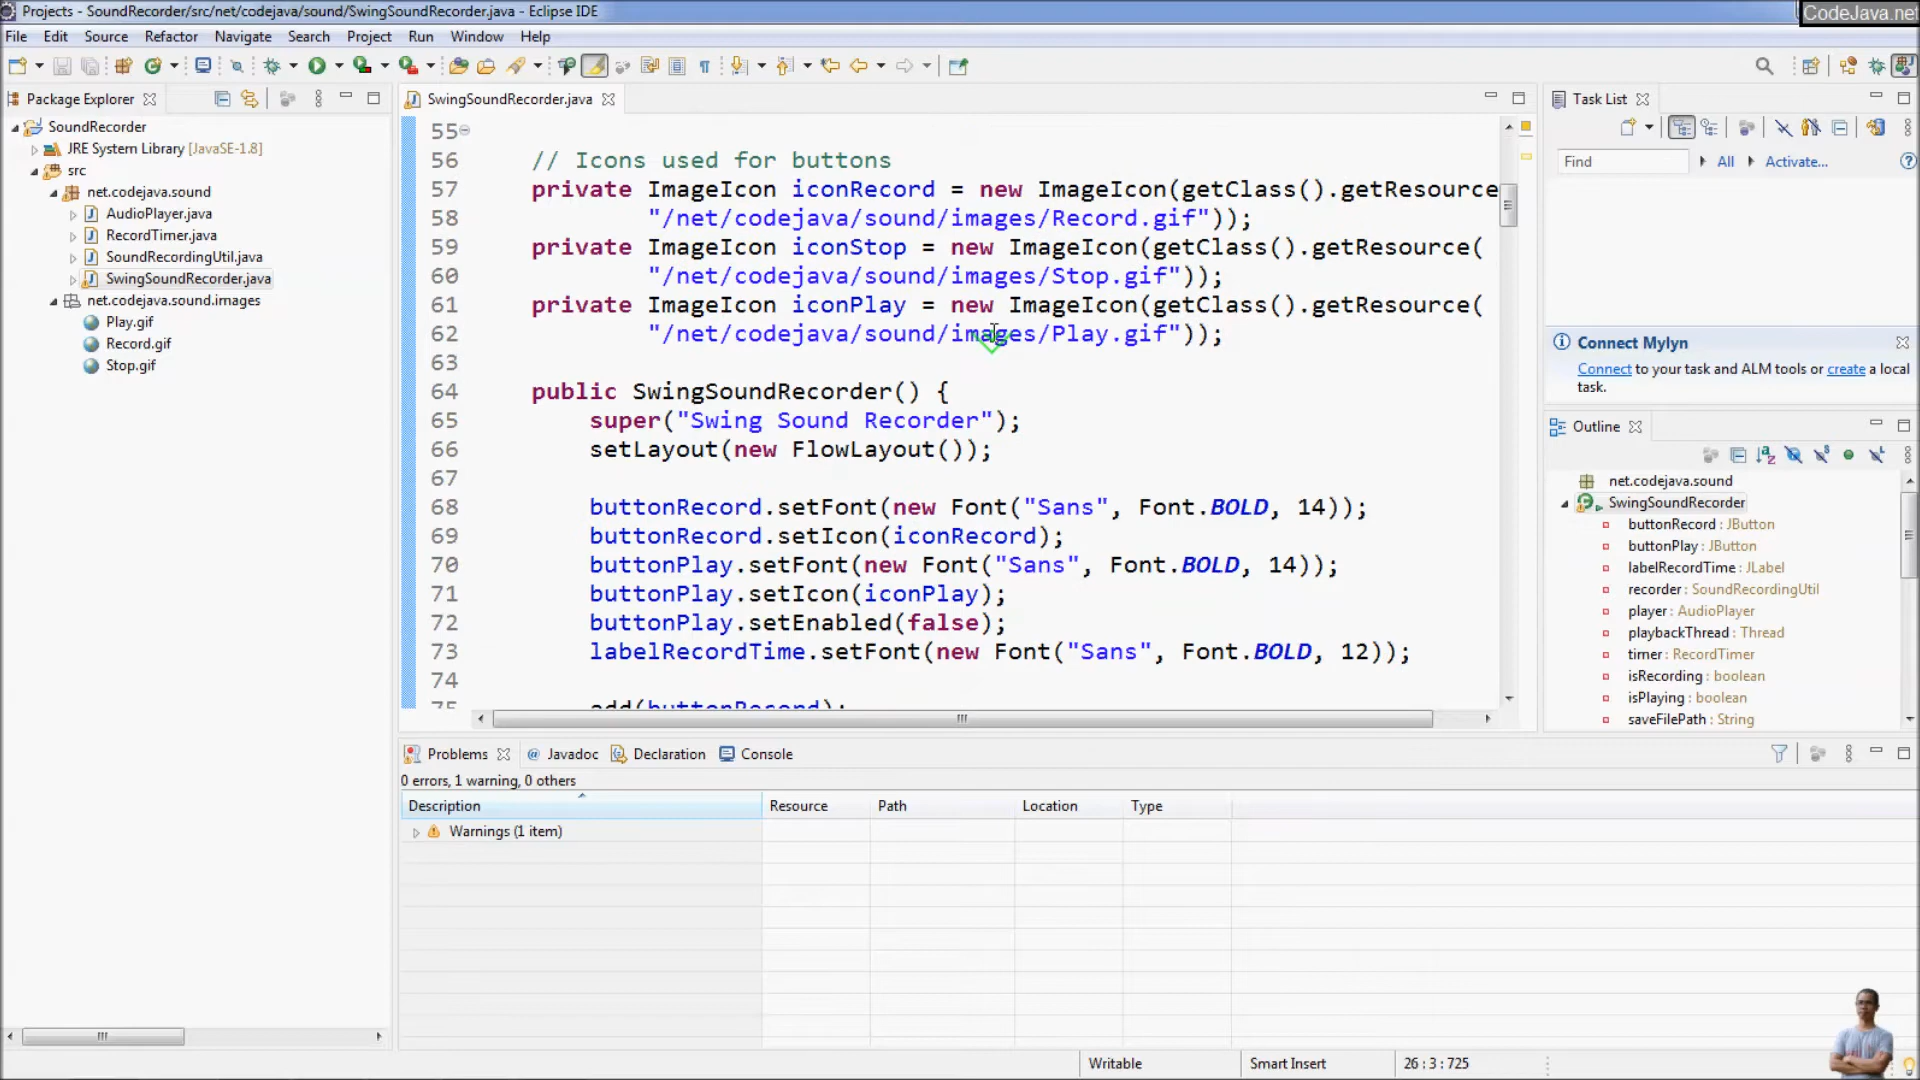 Projects - SoundRecorder/src/net/codejava/sound/SwingSoundRecorder.java - Eclipse IDE
CodeJava.net
File Edit Source Refactor Navigate Search Project Run Window Help
Package Explorer
SoundRecorder
JRE System Library [JavaSE-1.8]
src
net.codejava.sound
AudioPlayer.java
RecordTimer.java
SoundRecordingUtil.java
SwingSoundRecorder.java
net.codejava.sound.images
Play.gif
Record.gif
Stop.gif
SwingSoundRecorder.java
55
56 // Icons used for buttons
57 private ImageIcon iconRecord = new ImageIcon(getClass().getResource
58 "/net/codejava/sound/images/Record.gif"));
59 private ImageIcon iconStop = new ImageIcon(getClass().getResource(
60 "/net/codejava/sound/images/Stop.gif"));
61 private ImageIcon iconPlay = new ImageIcon(getClass().getResource(
62 "/net/codejava/sound/images/Play.gif"));
63
64 public SwingSoundRecorder() {
65 super("Swing Sound Recorder");
66 setLayout(new FlowLayout());
67
68 buttonRecord.setFont(new Font("Sans", Font.BOLD, 14));
69 buttonRecord.setIcon(iconRecord);
70 buttonPlay.setFont(new Font("Sans", Font.BOLD, 14));
71 buttonPlay.setIcon(iconPlay);
72 buttonPlay.setEnabled(false);
73 labelRecordTime.setFont(new Font("Sans", Font.BOLD, 12));
74
75 add(buttonRecord);
Task List
Find All Activate...
Connect Mylyn
Connect to your task and ALM tools or create a local
task.
Outline
net.codejava.sound
SwingSoundRecorder
buttonRecord : JButton
buttonPlay : JButton
labelRecordTime : JLabel
recorder : SoundRecordingUtil
player : AudioPlayer
playbackThread : Thread
timer : RecordTimer
isRecording : boolean
isPlaying : boolean
saveFilePath : String
Problems Javadoc Declaration Console
0 errors, 1 warning, 0 others
Description Resource Path Location Type
Warnings (1 item)
Writable Smart Insert 26 : 3 : 725